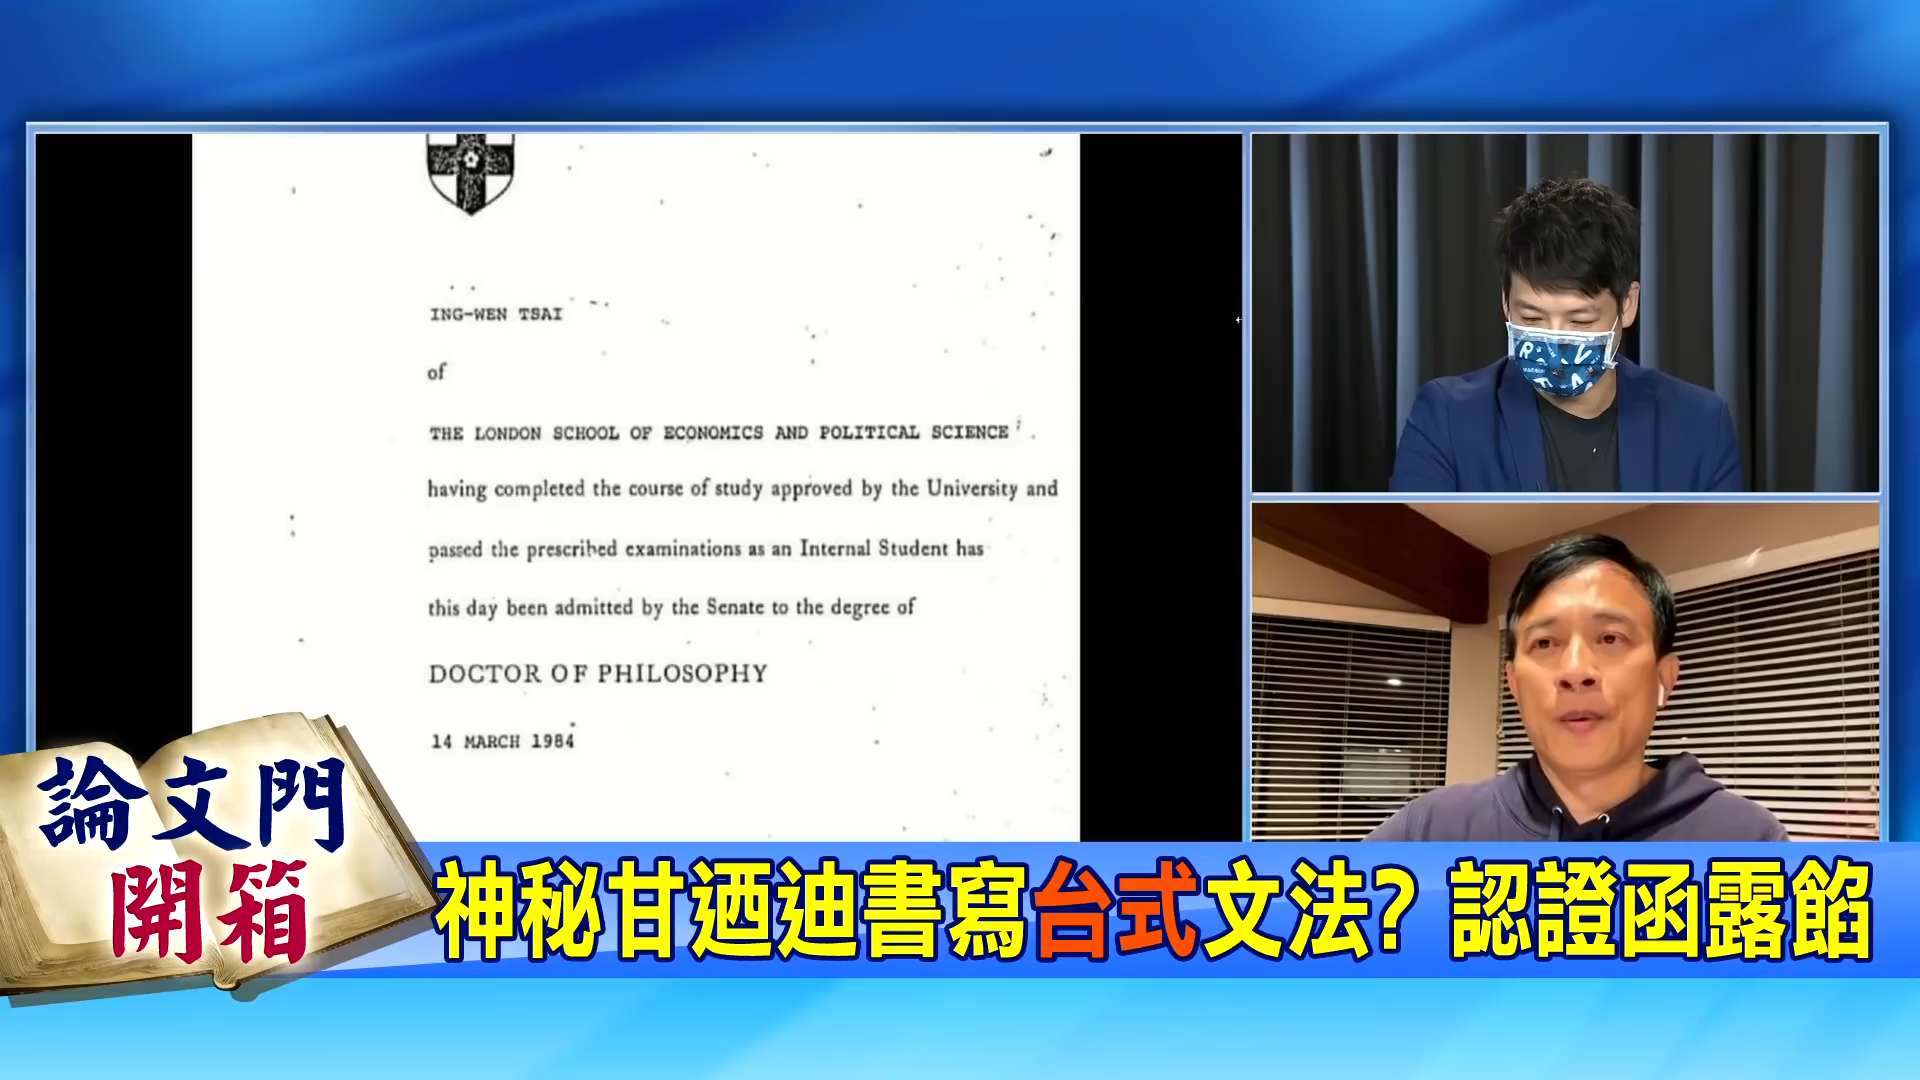 ING-WEN TSAI
of
THE LONDON SCHOOL OF ECONOMICS AND POLITICAL SCIENCE
having completed the course of study approved by the University and
passed the prescribed examinations as an Internal Student has
this day been admitted by the Senate to the degree of
DOCTOR OF PHILOSOPHY
14 MARCH 1984
論文門
開箱
神秘甘迺迪書寫台式文法? 認證函露餡